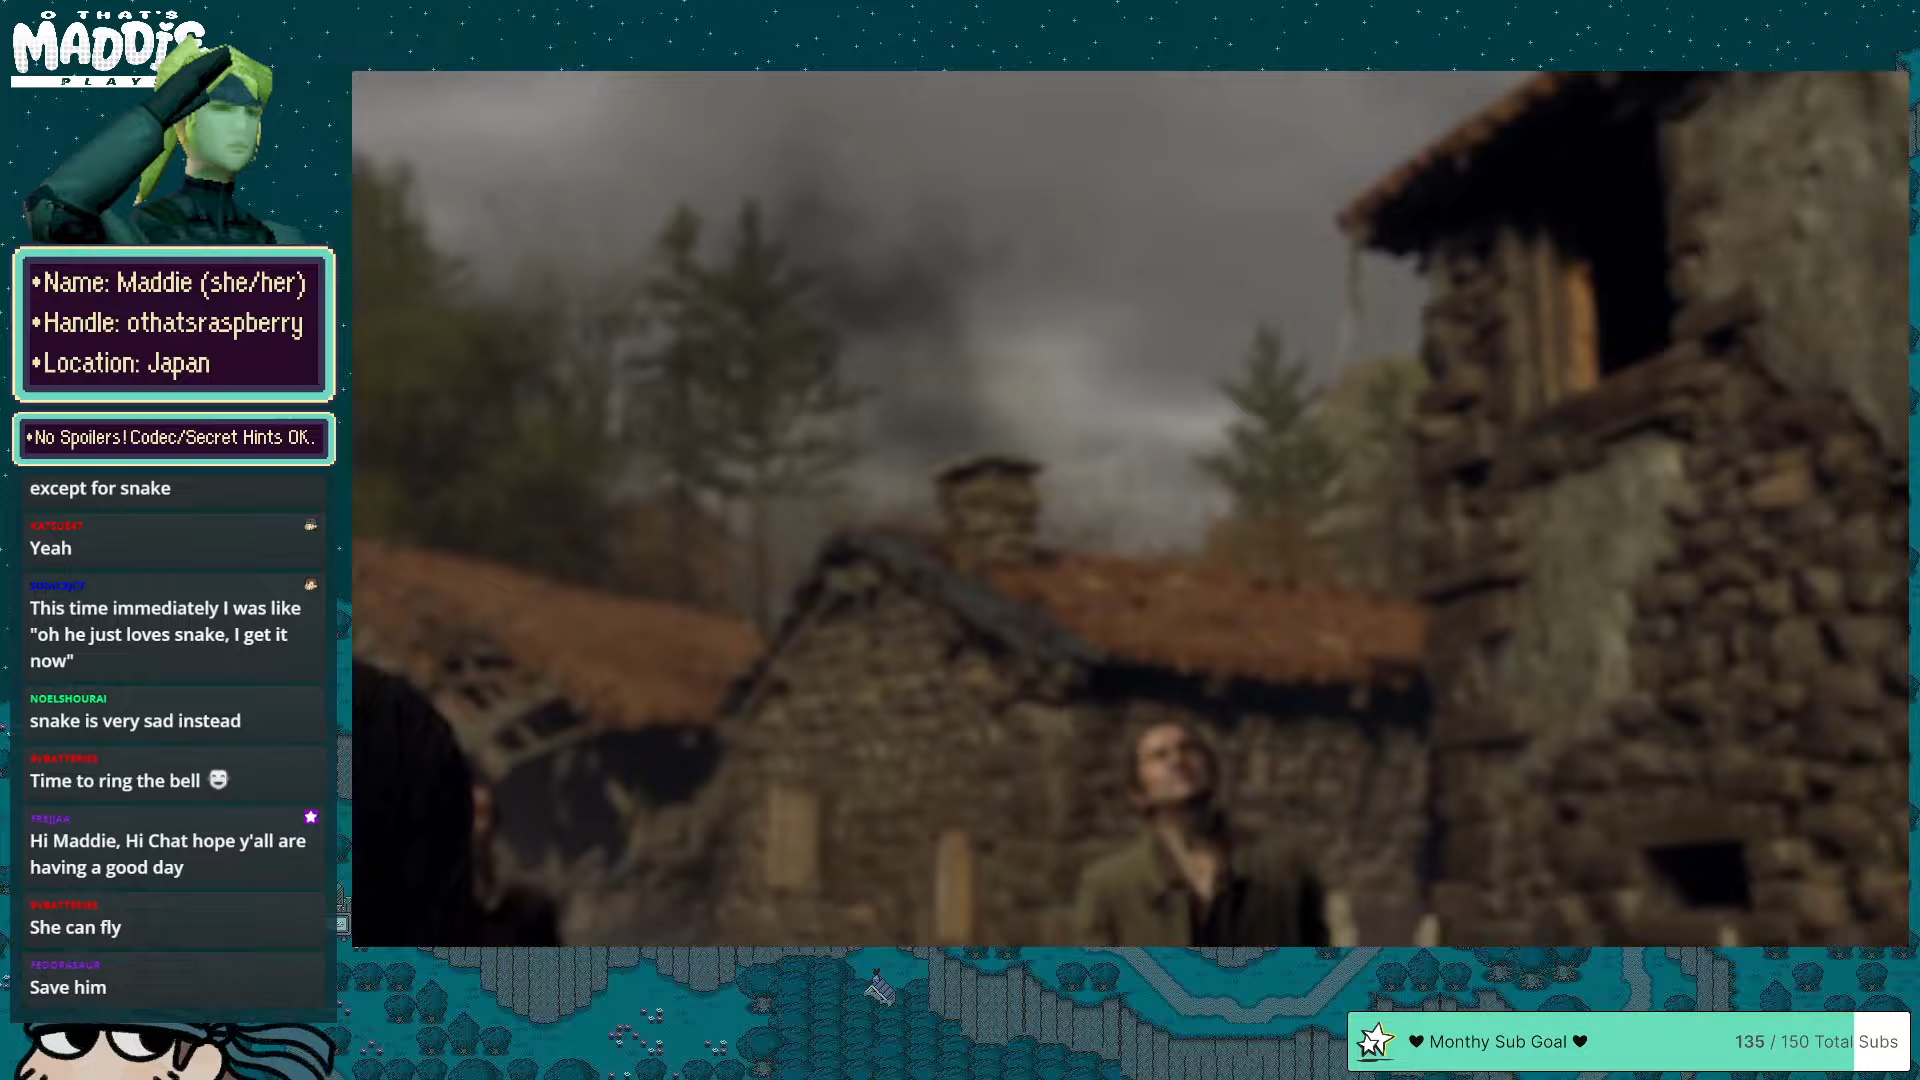 O THAT'S
MADDIE
PLAY
•Name: Maddie (she/her)
•Handle: othatsraspberry
•Location: Japan
•No Spoilers! Codec/Secret Hints OK.
except for snake
KATSUE47
Yeah
This time immediately I was like
"oh he just loves snake, I get it
now"
NOELSHOURAI
snake is very sad instead
Time to ring the bell
FREJJAA
Hi Maddie, Hi Chat hope y'all are
having a good day
She can fly
FEDORASAUR
Save him
♥ Monthy Sub Goal ♥
135 / 150 Total Subs